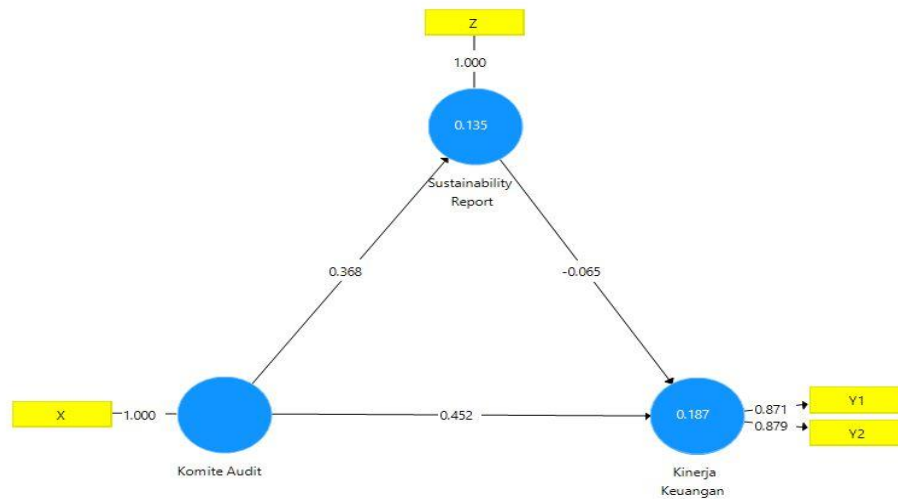 Z
1.000
0.135
Sustainability
Report
0.368
-0.065
X
1.000
0.452
0.187
0.871
0.879
Y1
Y2
Komite Audit
Kinerja
Keuangan